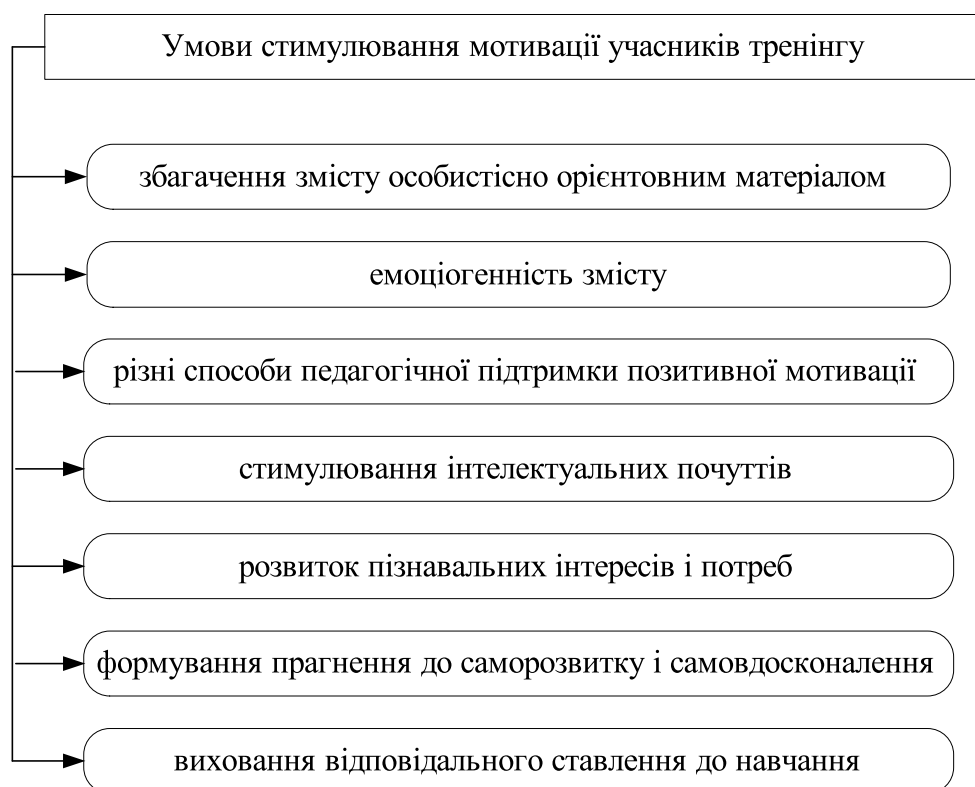 Умови стимулювання мотивації учасників тренінгу
збагачення змісту особистісно орієнтовним матеріалом
емоціогенність змісту
різні способи педагогічної підтримки позитивної мотивації
стимулювання інтелектуальних почуттів
розвиток пізнавальних інтересів і потреб
формування прагнення до саморозвитку і самовдосконалення
виховання відповідального ставлення до навчання